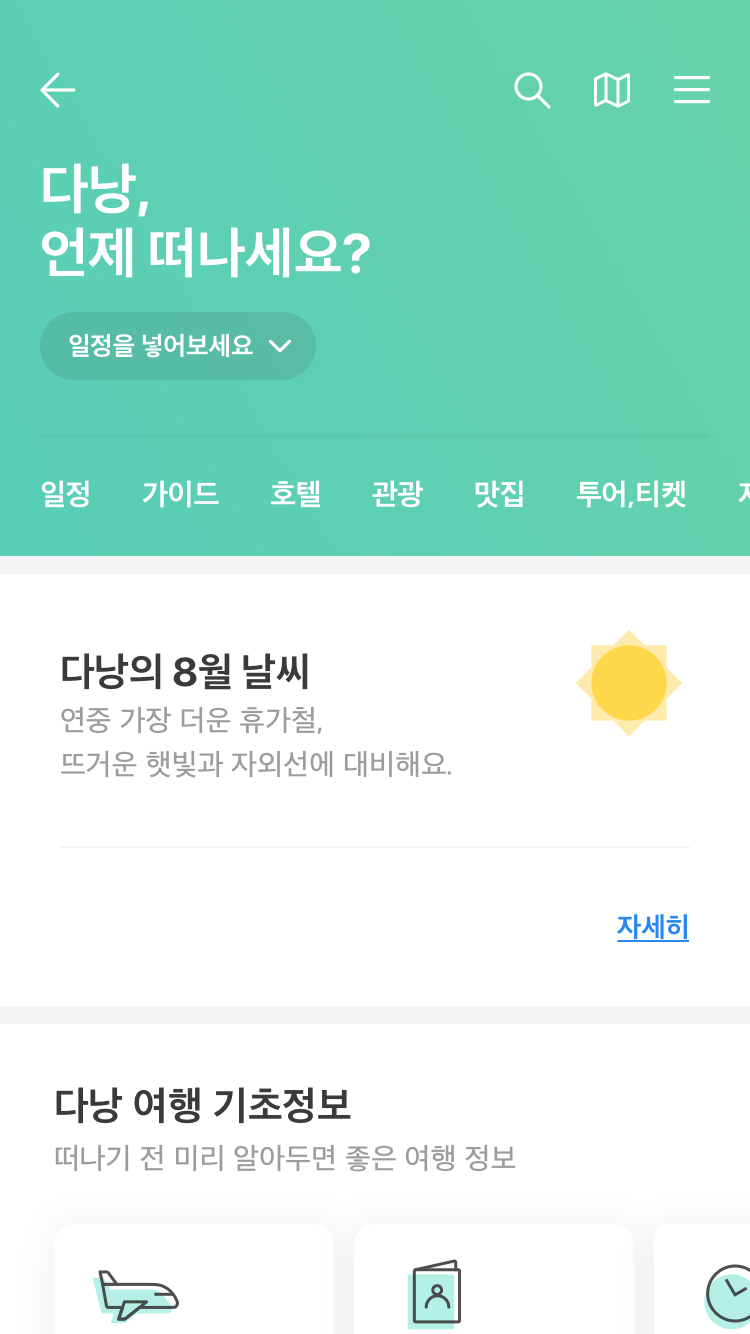 다낭,
언제 떠나세요?
일정을 넣어보세요
일정 가이드 호텔 관광 맛집 투어,티켓
다낭의 8월 날씨
연중 가장 더운 휴가철,
뜨거운 햇빛과 자외선에 대비해요.
자세히
다낭 여행 기초정보
떠나기 전 미리 알아두면 좋은 여행 정보